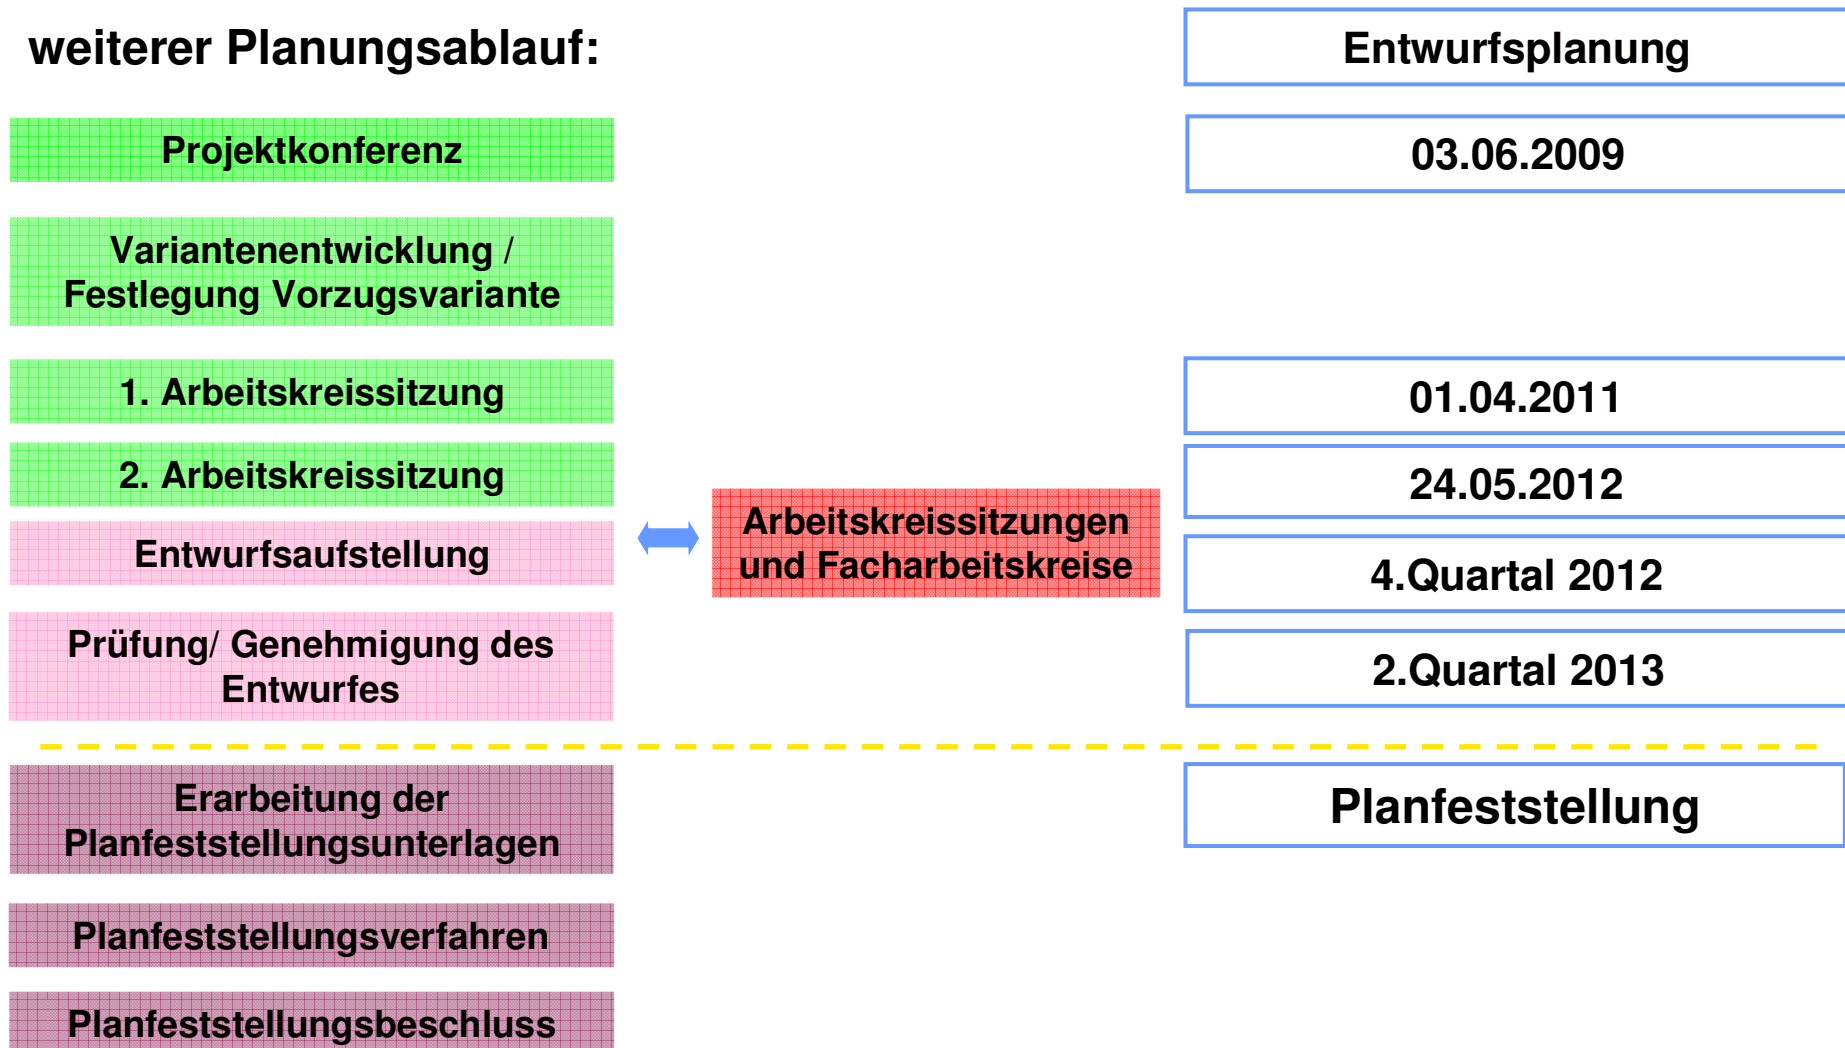 weiterer Planungsablauf:
Entwurfsplanung
Projektkonferenz
03.06.2009
Variantenentwicklung /
Festlegung Vorzugsvariante
1. Arbeitskreissitzung
01.04.2011
2. Arbeitskreissitzung
24.05.2012
Entwurfsaufstellung
Arbeitskreissitzungen
und Facharbeitskreise
4.Quartal 2012
Prüfung/ Genehmigung des
Entwurfes
2.Quartal 2013
Erarbeitung der
Planfeststellungsunterlagen
Planfeststellung
Planfeststellungsverfahren
Planfeststellungsbeschluss